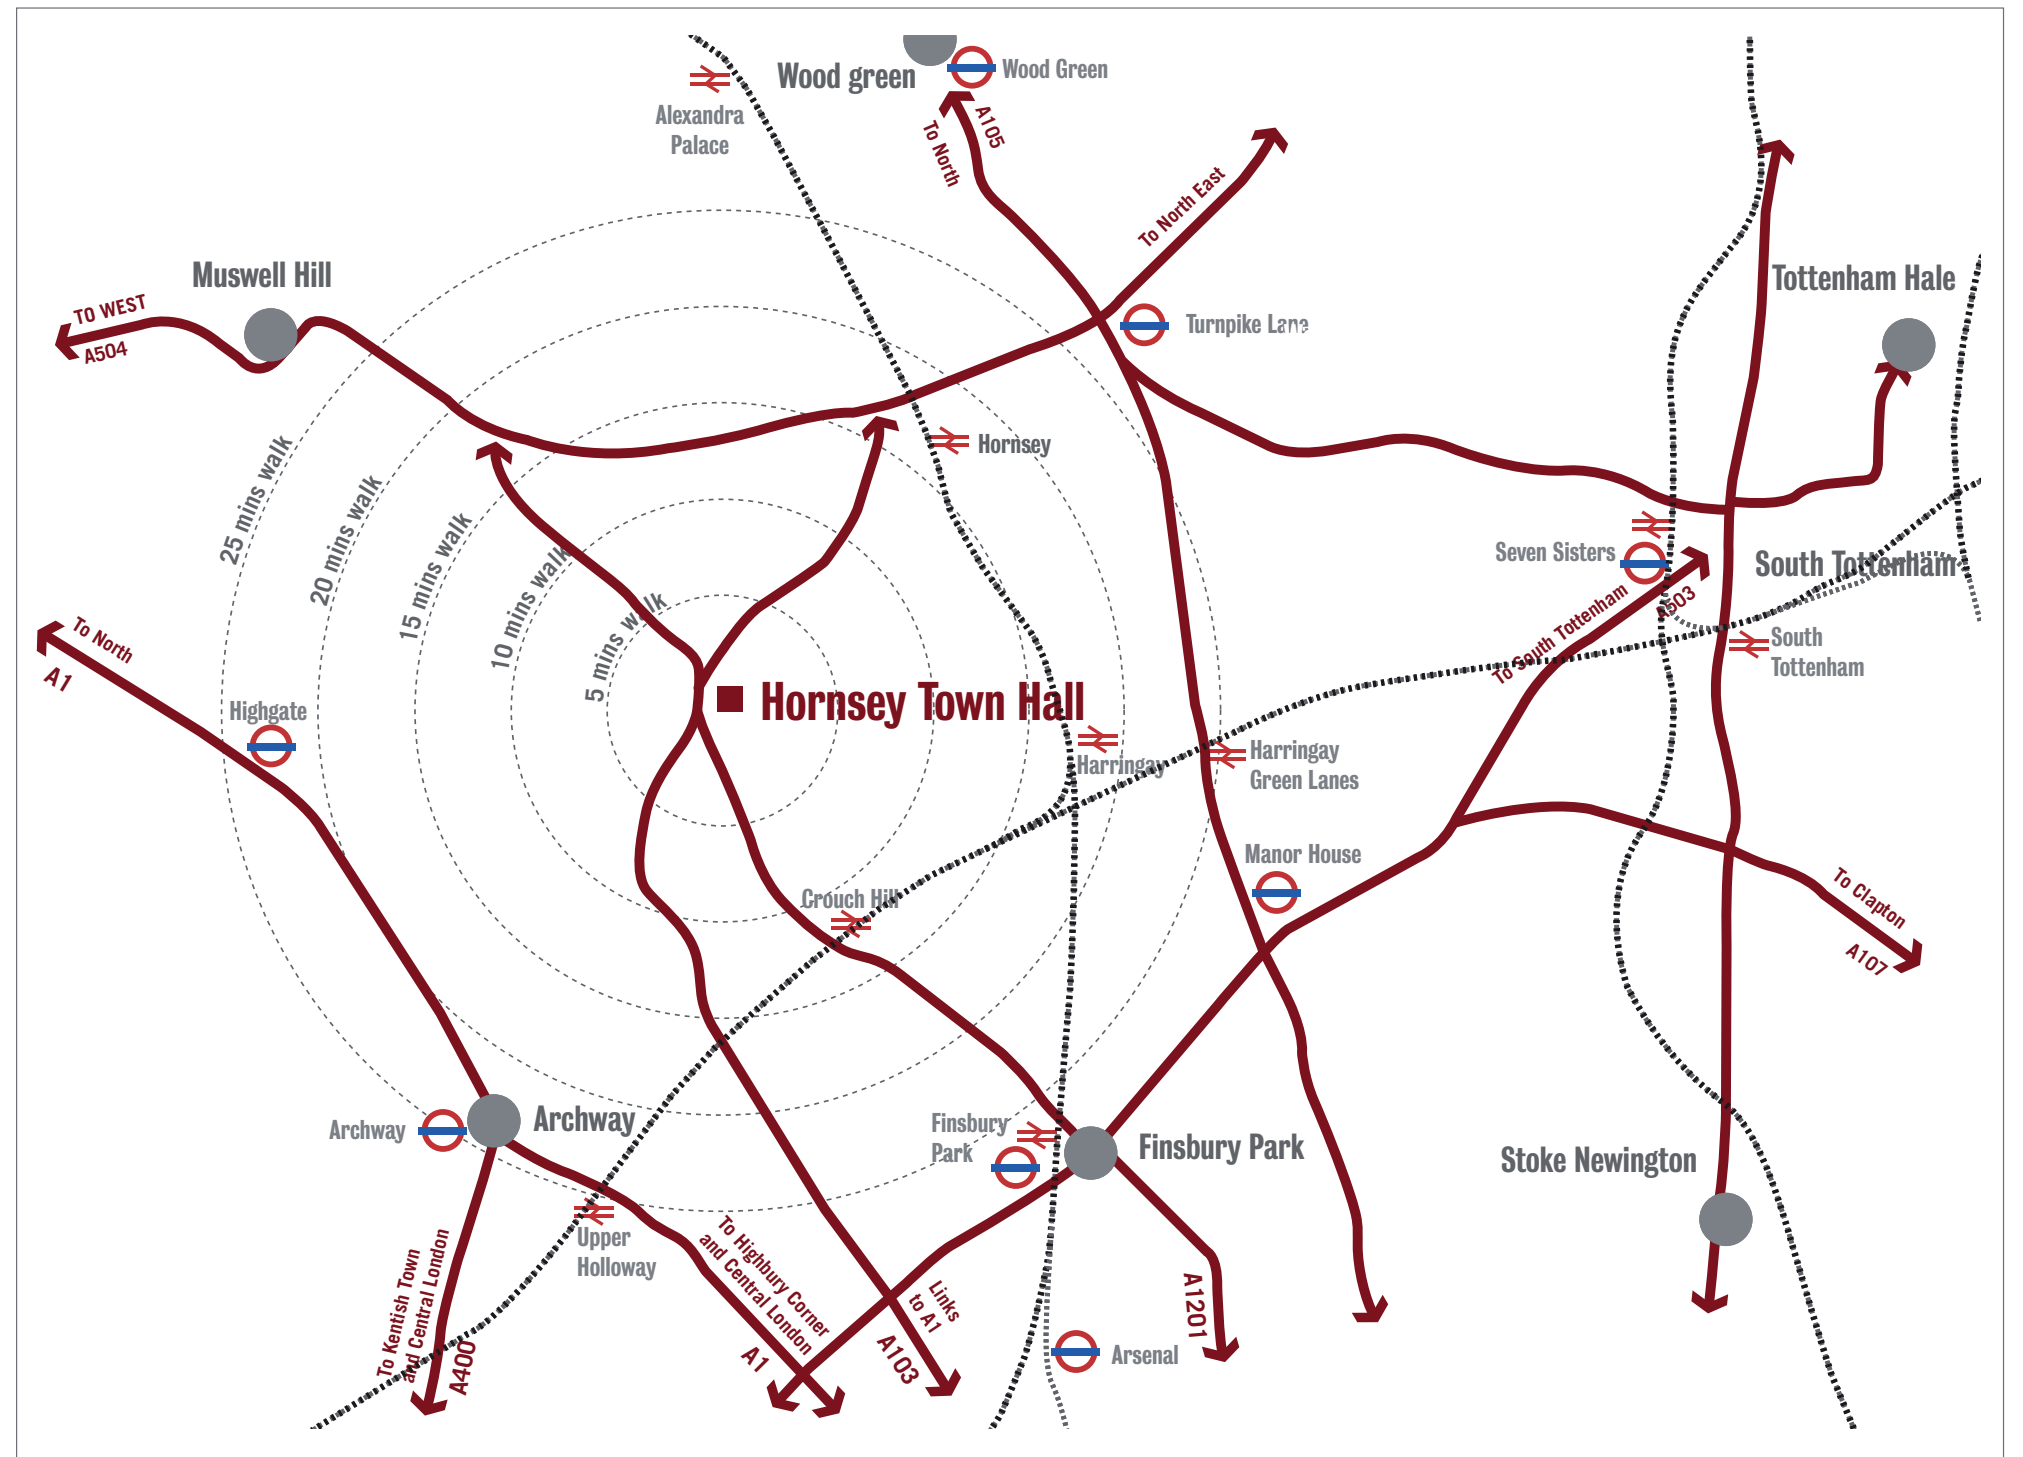 Wood green
Wood Green
Alexandra
Palace
A105
To North
To North East
Muswell Hill
TO WEST
A504
Turnpike Lane
Tottenham Hale
Hornsey
25 mins walk
20 mins walk
15 mins walk
10 mins walk
5 mins walk
Seven Sisters
South Tottenham
A503
To South Tottenham
South
Tottenham
To North
A1
Highgate
Hornsey Town Hall
Harringay
Harringay
Green Lanes
Manor House
Crouch Hill
To Clapton
A107
Archway
Archway
Finsbury
Park
Finsbury Park
Stoke Newington
Upper
Holloway
To Kentish Town
and Central London
A400
To Highbury Corner
and Central London
A1
Links
to A1
A103
A1201
Arsenal